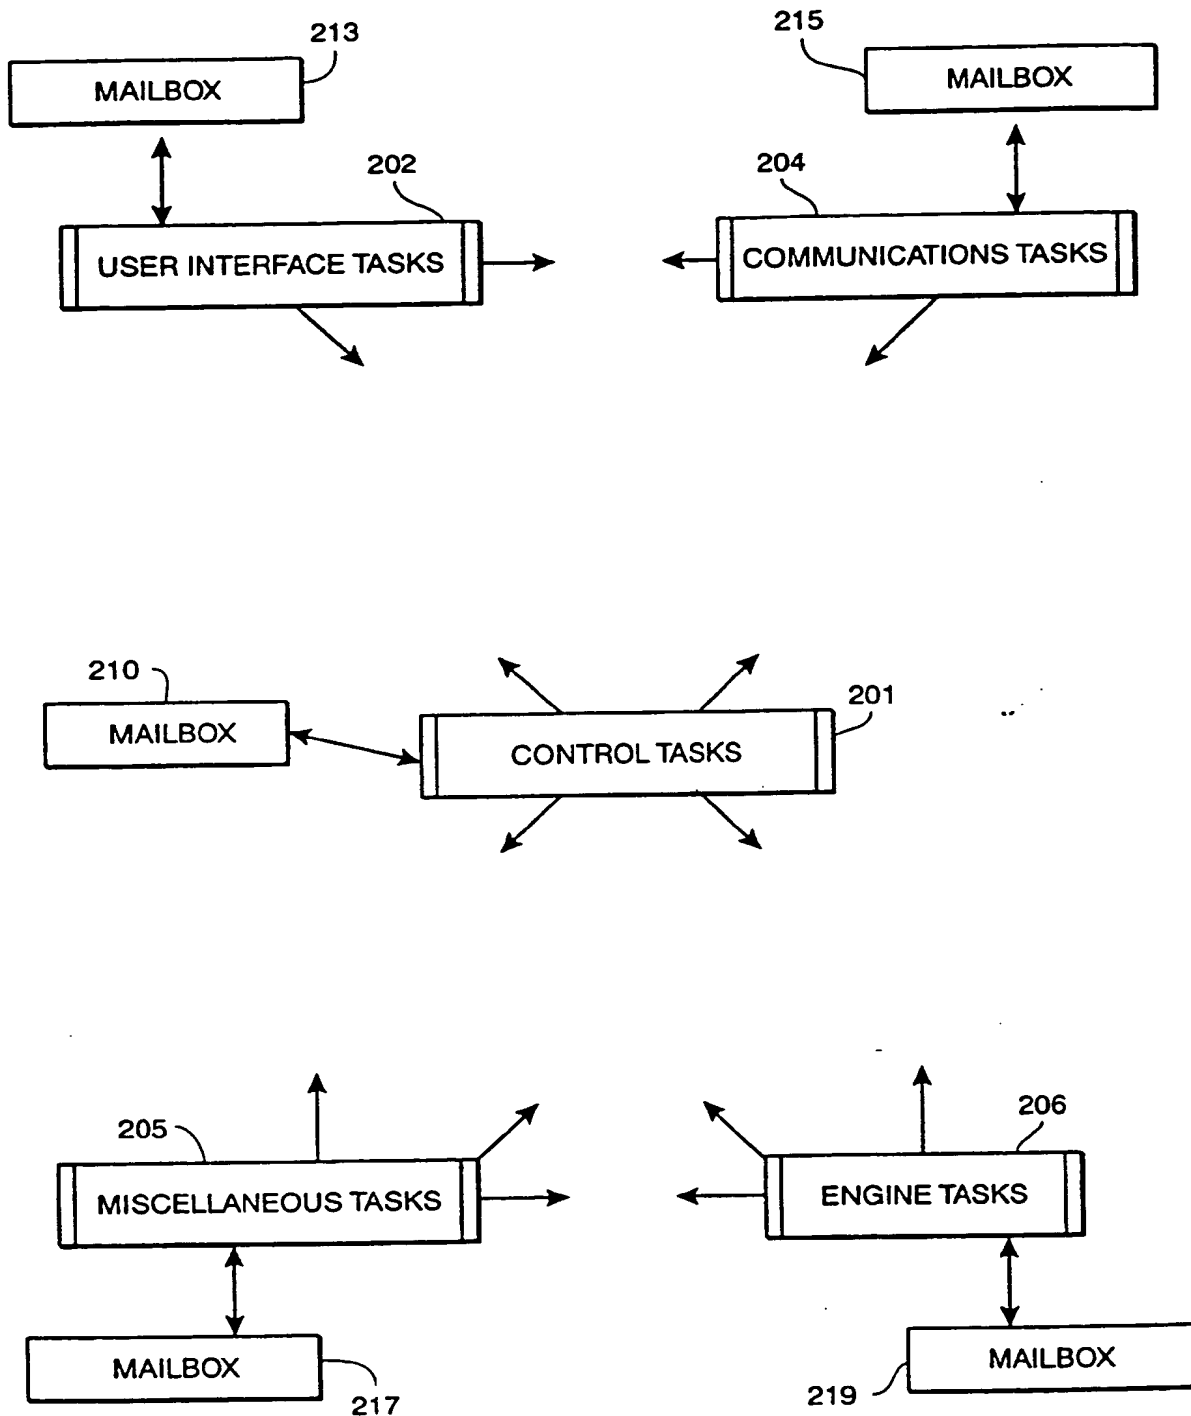 213
MAILBOX
215
MAILBOX
202
USER INTERFACE TASKS
204
COMMUNICATIONS TASKS
210
MAILBOX
201
CONTROL TASKS
205
MISCELLANEOUS TASKS
206
ENGINE TASKS
MAILBOX
217
MAILBOX
219